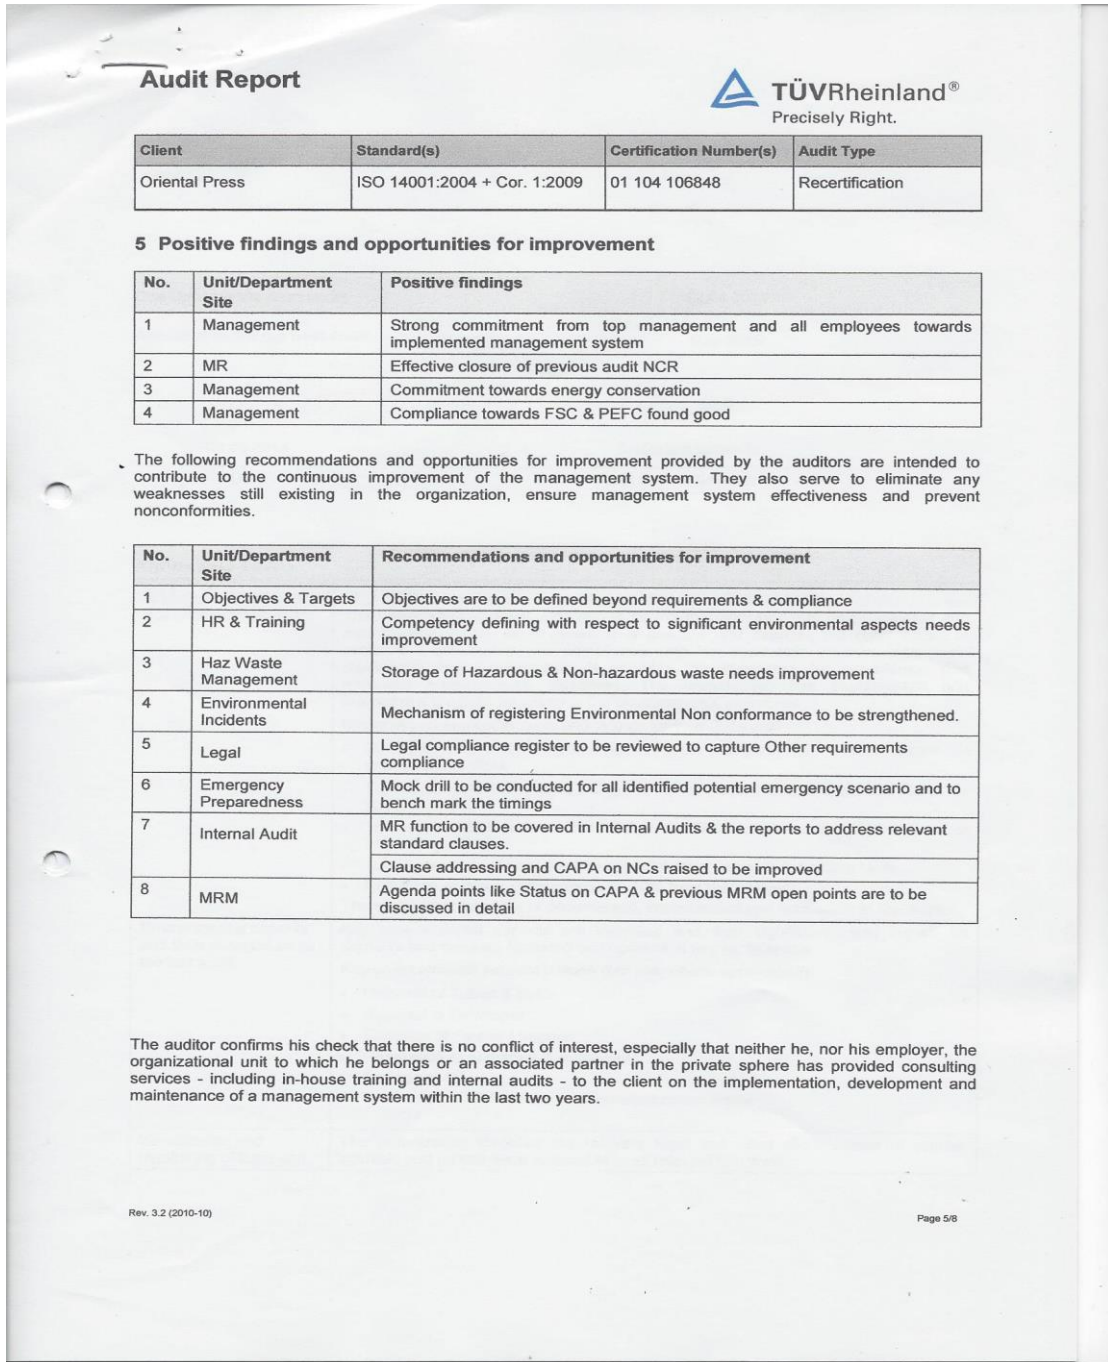 Audit Report
TÜVRheinland®
Precisely Right.
Client Standard(s) Certification Number(s) Audit Type
Oriental Press ISO 14001:2004 + Cor. 1:2009 01 104 106848 Recertification
5 Positive findings and opportunities for improvement
No. Unit/Department Positive findings
Site
1 Management Strong commitment from top management and all employees towards
implemented management system
2 MR Effective closure of previous audit NCR
3 Management Commitment towards energy conservation
4 Management Compliance towards FSC & PEFC found good
The following recommendations and opportunities for improvement provided by the auditors are intended to
contribute to the continuous improvement of the management system. They also serve to eliminate any
weaknesses still existing in the organization, ensure management system effectiveness and prevent
nonconformities.
No. Unit/Department Recommendations and opportunities for improvement
Site
1 Objectives & Targets Objectives are to be defined beyond requirements & compliance
2 HR & Training Competency defining with respect to significant environmental aspects needs
improvement
3 Haz Waste
Management Storage of Hazardous & Non-hazardous waste needs improvement
4 Environmental
Incidents Mechanism of registering Environmental Non conformance to be strengthened.
5 Legal Legal compliance register to be reviewed to capture Other requirements
compliance
6 Emergency Mock drill to be conducted for all identified potential emergency scenario and to
Preparedness bench mark the timings
7 Internal Audit MR function to be covered in Internal Audits & the reports to address relevant
standard clauses.
Clause addressing and CAPA on NCs raised to be improved
8 MRM Agenda points like Status on CAPA & previous MRM open points are to be
discussed in detail
The auditor confirms his check that there is no conflict of interest, especially that neither he, nor his employer, the
organizational unit to which he belongs or an associated partner in the private sphere has provided consulting
services - including in-house training and internal audits - to the client on the implementation, development and
maintenance of a management system within the last two years.
Rev. 3.2 (2010-10)
Page 5/8